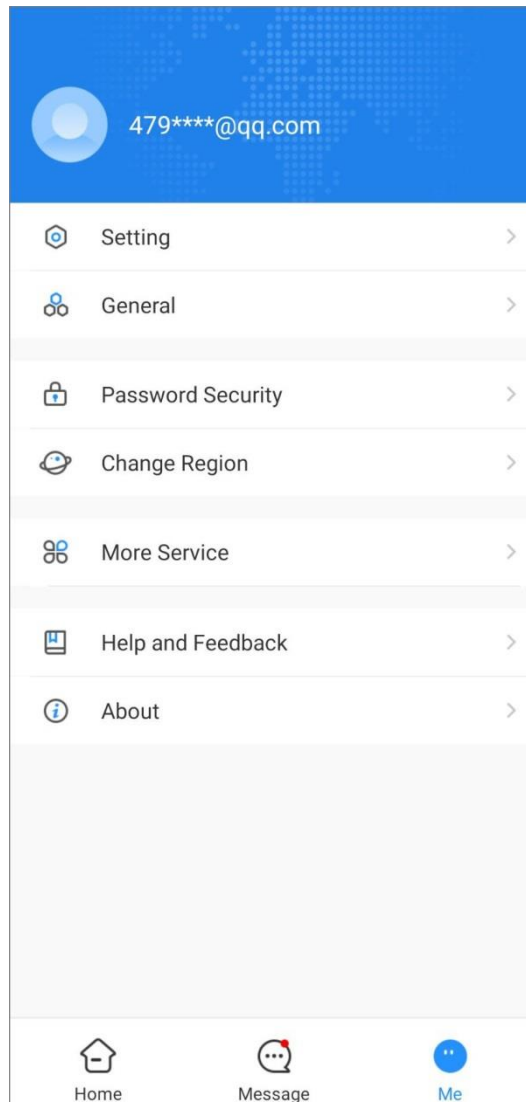 479****@qq.com
Setting
General
Password Security
Change Region
More Service
Help and Feedback
About
Home
Message
Me